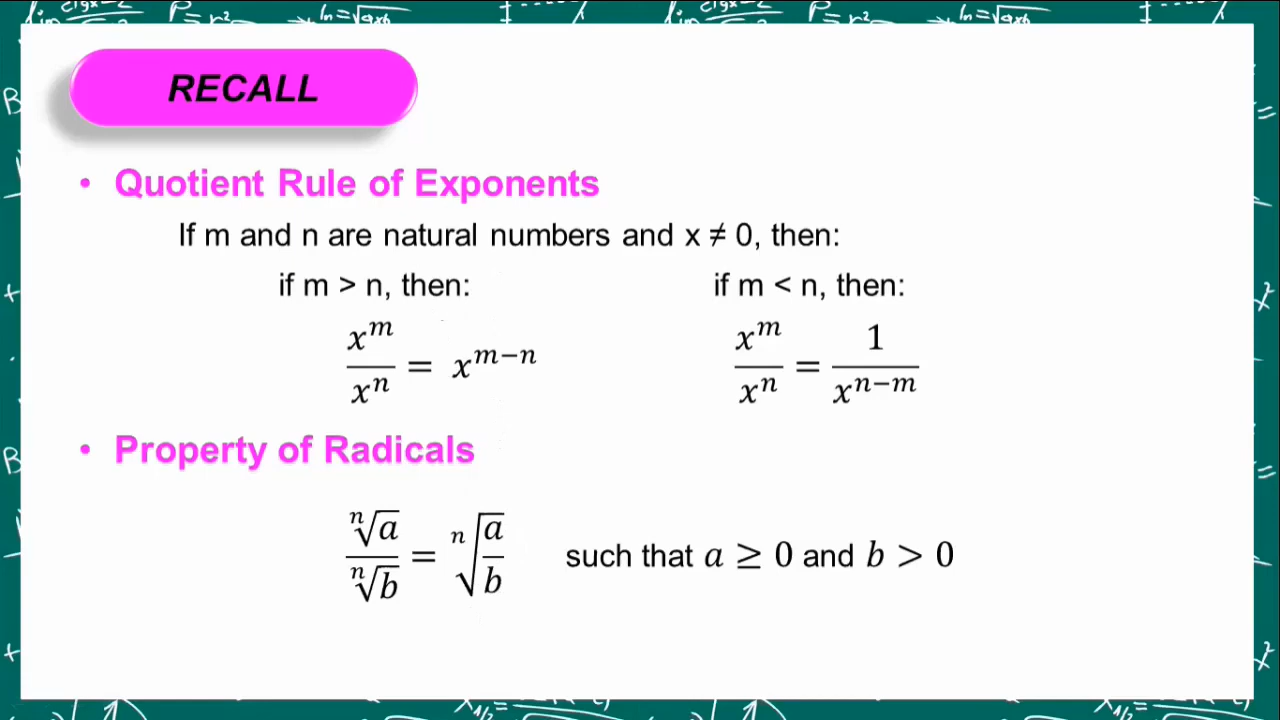 RECALL
• Quotient Rule of Exponents
If m and n are natural numbers and x ≠ 0, then:
if m > n, then: if m < n, then:
x^m/x^n = x^(m−n) x^m/x^n = 1/x^(n−m)
• Property of Radicals
ⁿ√a/ⁿ√b = ⁿ√(a/b) such that a ≥ 0 and b > 0